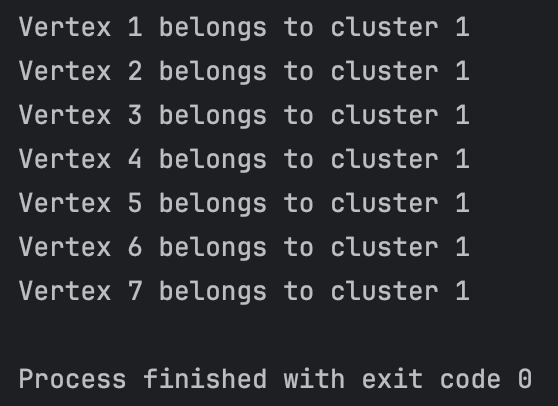 Vertex 1 belongs to cluster 1
Vertex 2 belongs to cluster 1
Vertex 3 belongs to cluster 1
Vertex 4 belongs to cluster 1
Vertex 5 belongs to cluster 1
Vertex 6 belongs to cluster 1
Vertex 7 belongs to cluster 1
Process finished with exit code 0